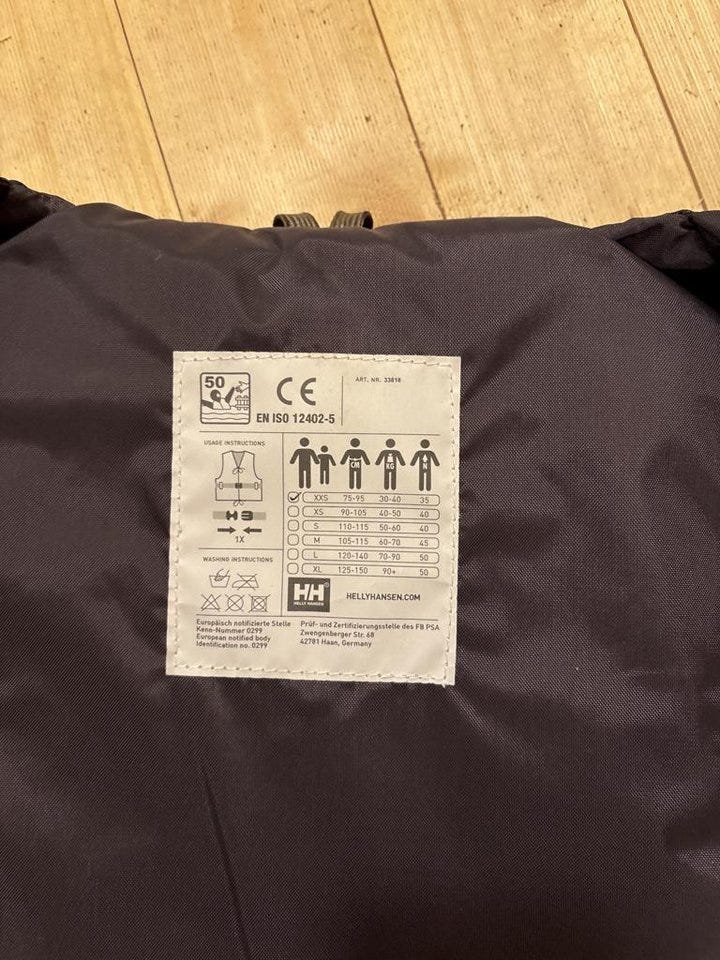 50
CE
EN ISO 12402-5
ART. NR. 33818
USAGE INSTRUCTIONS
1X
CM KG N
XXS 75-95 30-40 35
XS 90-105 40-50 40
S 110-115 50-60 40
M 105-115 60-70 45
L 120-140 70-90 50
XL 125-150 90+ 50
WASHING INSTRUCTIONS
HH
HELLY HANSEN
HELLYHANSEN.COM
Europäisch notifizierte Stelle
Kenn-Nummer 0299
European notified body
Identification no. 0299
Prüf- und Zertifizierungsstelle des FB PSA
Zwengenberger Str. 68
42781 Haan, Germany